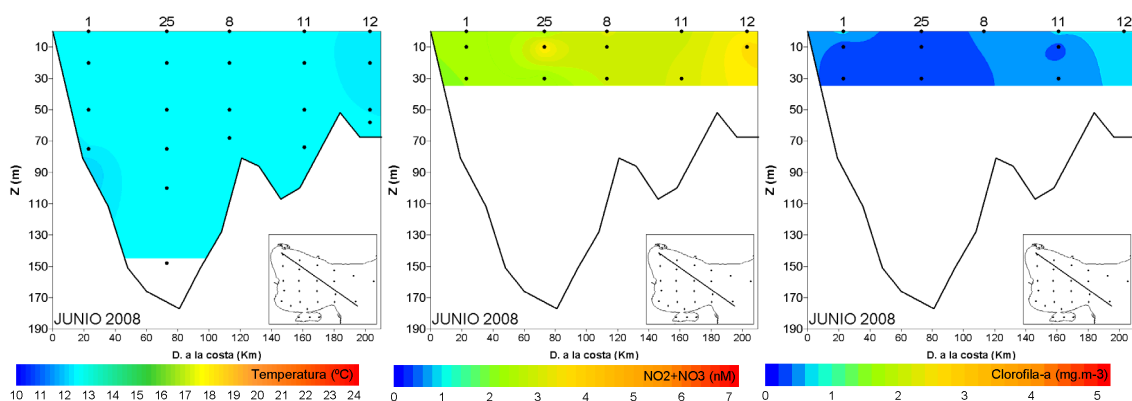 1 25 8 11 12
10
30
50
70
90
110
130
150
170
190
Z (m)
JUNIO 2008
0 20 40 60 80 100 120 140 160 180 200
D. a la costa (Km)
Temperatura (ºC)
10 11 12 13 14 15 16 17 18 19 20 21 22 23 24
1 25 8 11 12
10
30
50
70
90
110
130
150
170
190
Z (m)
JUNIO 2008
0 20 40 60 80 100 120 140 160 180 200
D. a la costa (Km)
NO2+NO3 (nM)
0 1 2 3 4 5 6 7
1 25 8 11 12
10
30
50
70
90
110
130
150
170
190
Z (m)
JUNIO 2008
0 20 40 60 80 100 120 140 160 180 200
D. a la costa (Km)
Clorofila-a (mg.m-3)
0 1 2 3 4 5